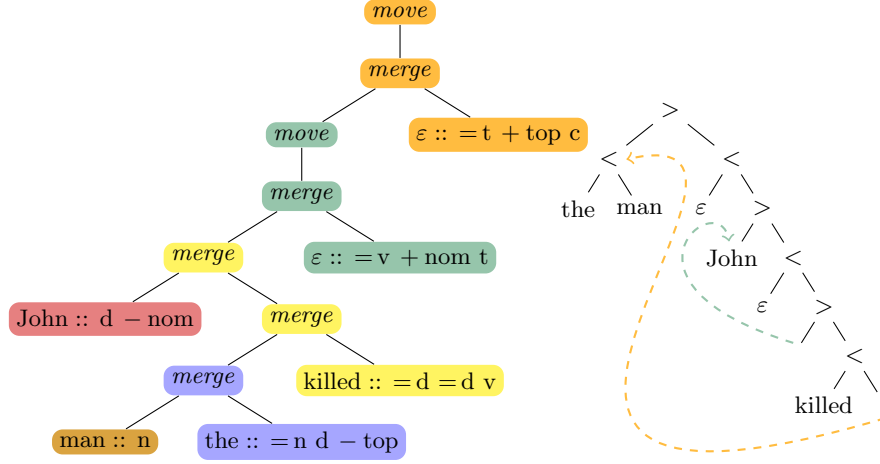 move
merge
move
ε :: =t +top c
>
merge
<
<
the
man
ε
>
merge
ε :: =v +nom t
John
<
John :: d −nom
merge
ε
>
merge
killed :: =d =d v
<
killed
man :: n
the :: =n d −top